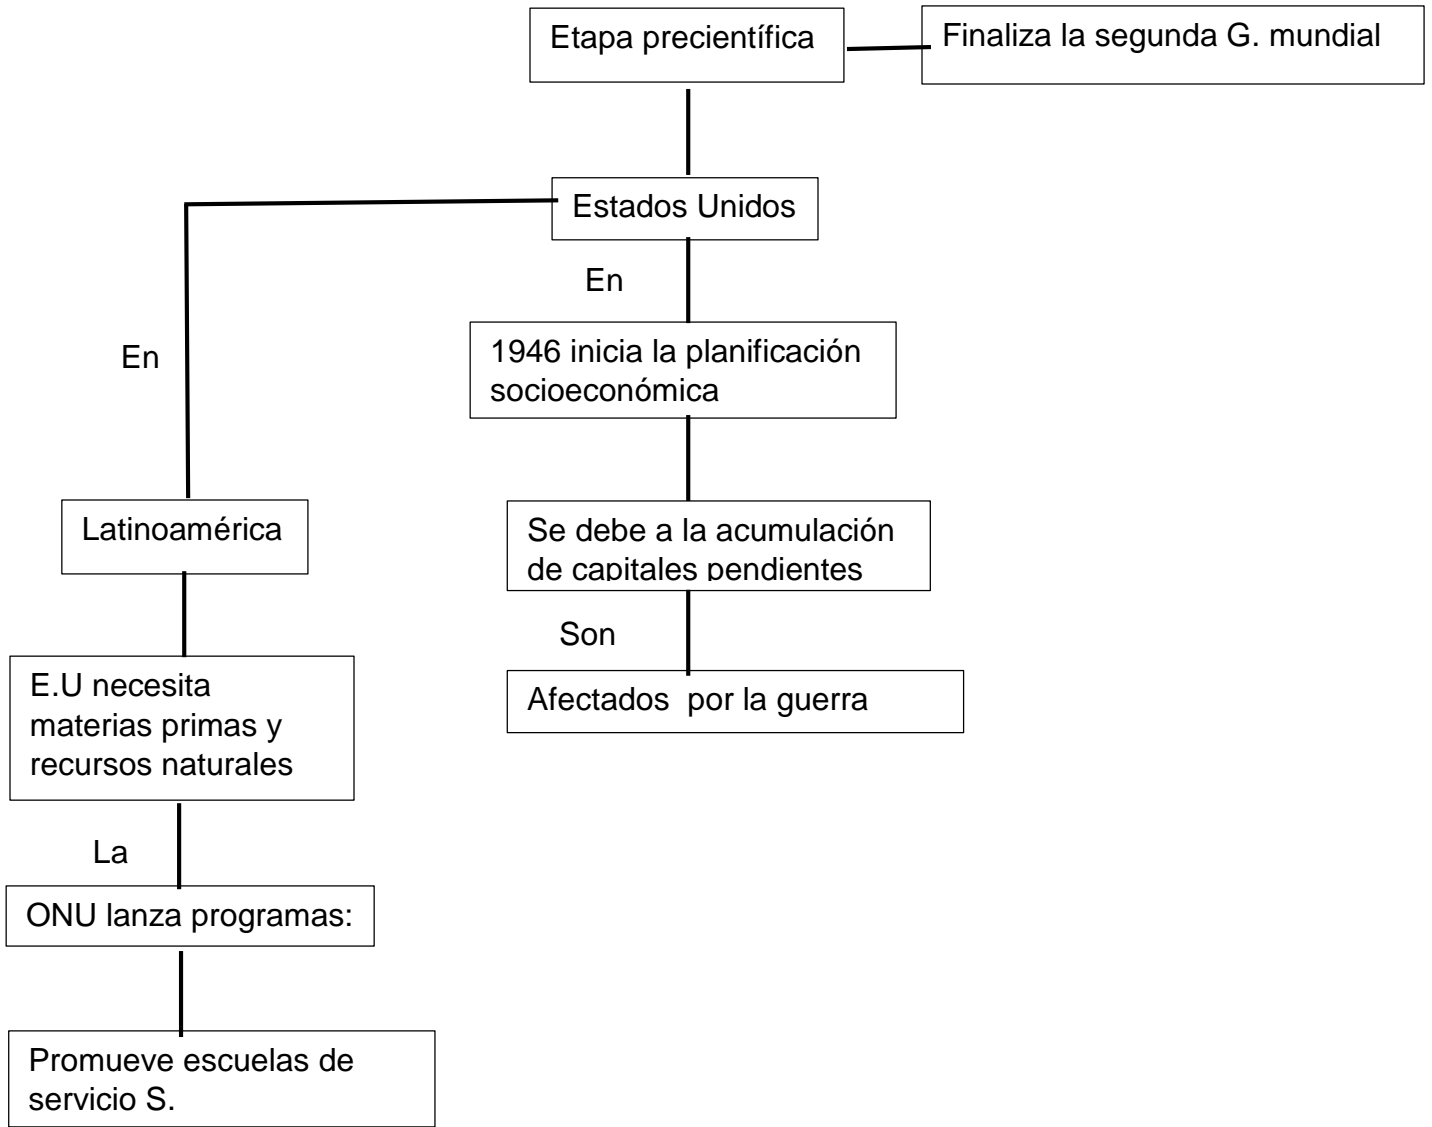 Etapa precientífica
Finaliza la segunda G. mundial
Estados Unidos
En
En
1946 inicia la planificación
socioeconómica
Latinoamérica
Se debe a la acumulación
de capitales pendientes
Son
E.U necesita
materias primas y
recursos naturales
Afectados  por la guerra
La
ONU lanza programas:
Promueve escuelas de
servicio S.